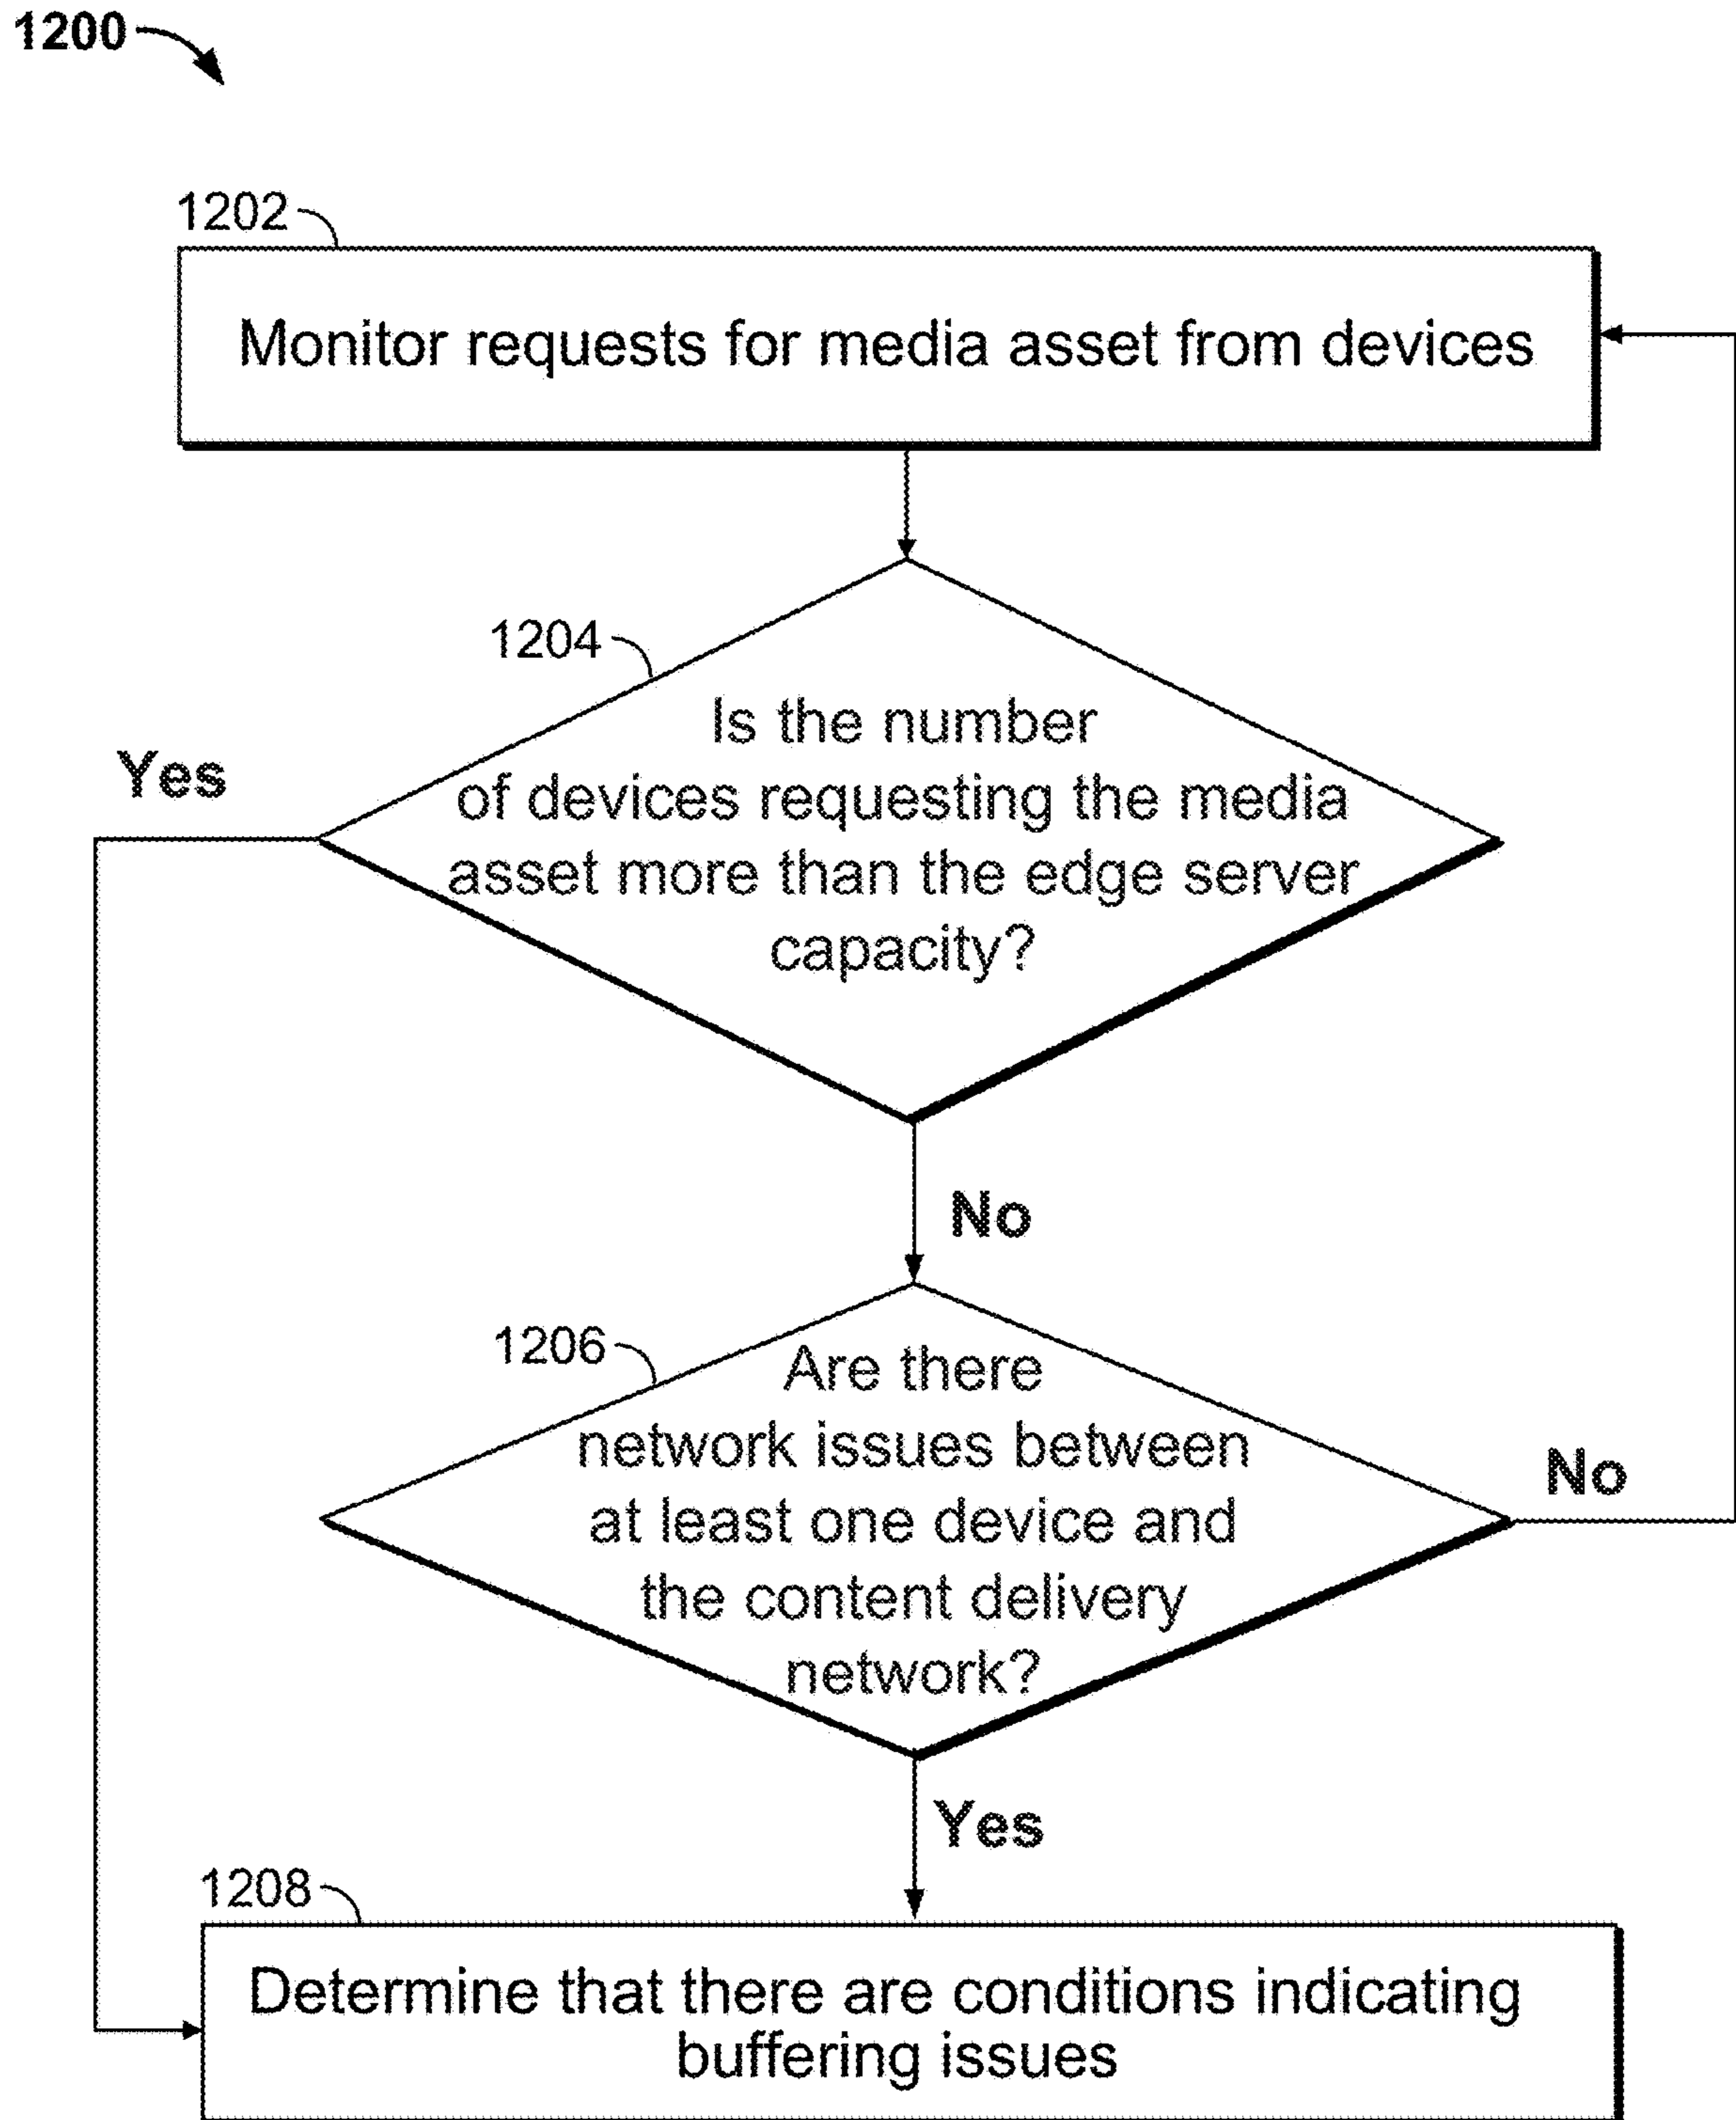 1200
1202
Monitor requests for media asset from devices
1204
Is the number
of devices requesting the media
asset more than the edge server
capacity?
Yes
No
1206
Are there
network issues between
at least one device and
the content delivery
network?
No
Yes
1208
Determine that there are conditions indicating
buffering issues